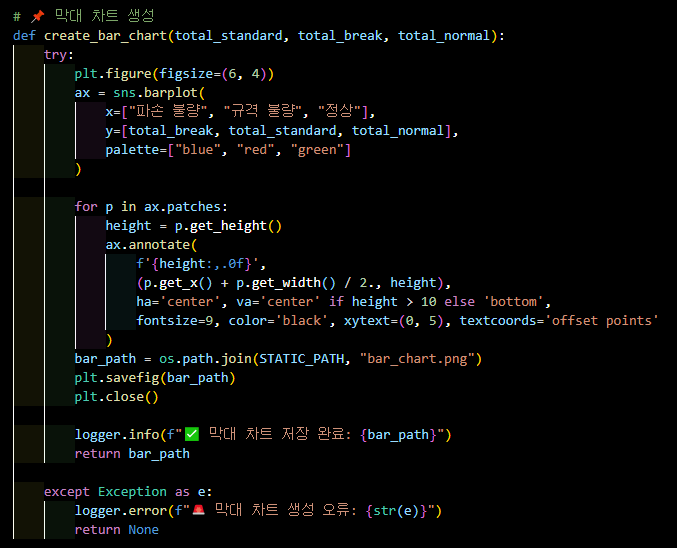 # 📌 막대 차트 생성
def create_bar_chart(total_standard, total_break, total_normal):
    try:
        plt.figure(figsize=(6, 4))
        ax = sns.barplot(
            x=["파손 불량", "규격 불량", "정상"],
            y=[total_break, total_standard, total_normal],
            palette=["blue", "red", "green"]
        )

        for p in ax.patches:
            height = p.get_height()
            ax.annotate(
                f'{height:,.0f}',
                (p.get_x() + p.get_width() / 2., height),
                ha='center', va='center' if height > 10 else 'bottom',
                fontsize=9, color='black', xytext=(0, 5), textcoords='offset points'
            )
        bar_path = os.path.join(STATIC_PATH, "bar_chart.png")
        plt.savefig(bar_path)
        plt.close()

        logger.info(f"✅ 막대 차트 저장 완료: {bar_path}")
        return bar_path

    except Exception as e:
        logger.error(f"🚨 막대 차트 생성 오류: {str(e)}")
        return None